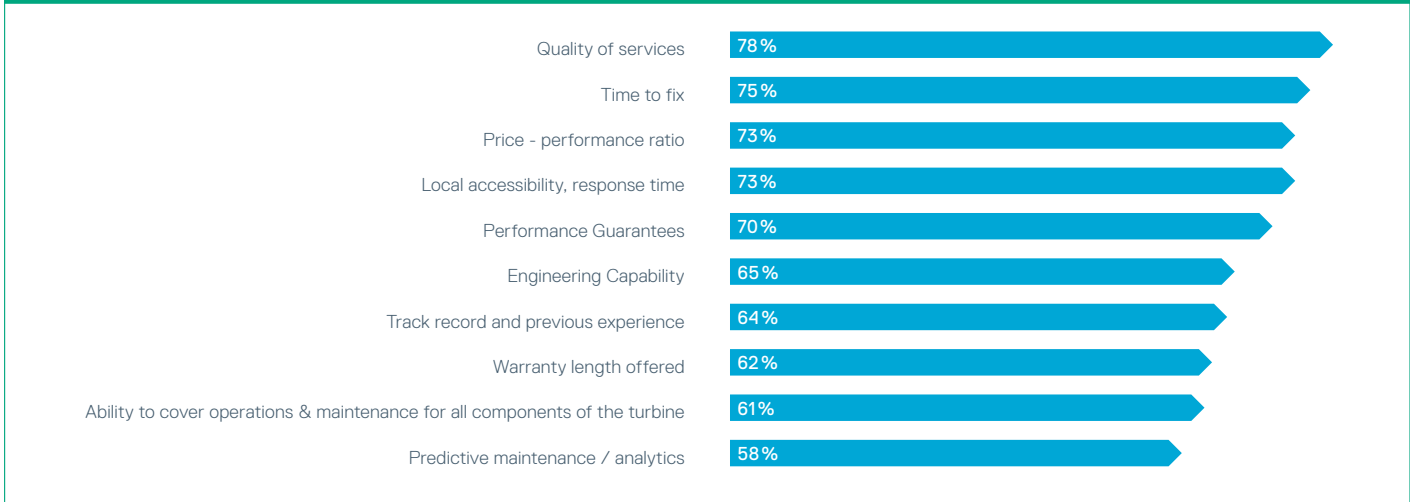 Quality of services 78%
Time to fix 75%
Price - performance ratio 73%
Local accessibility, response time 73%
Performance Guarantees 70%
Engineering Capability 65%
Track record and previous experience 64%
Warranty length offered 62%
Ability to cover operations & maintenance for all components of the turbine 61%
Predictive maintenance / analytics 58%